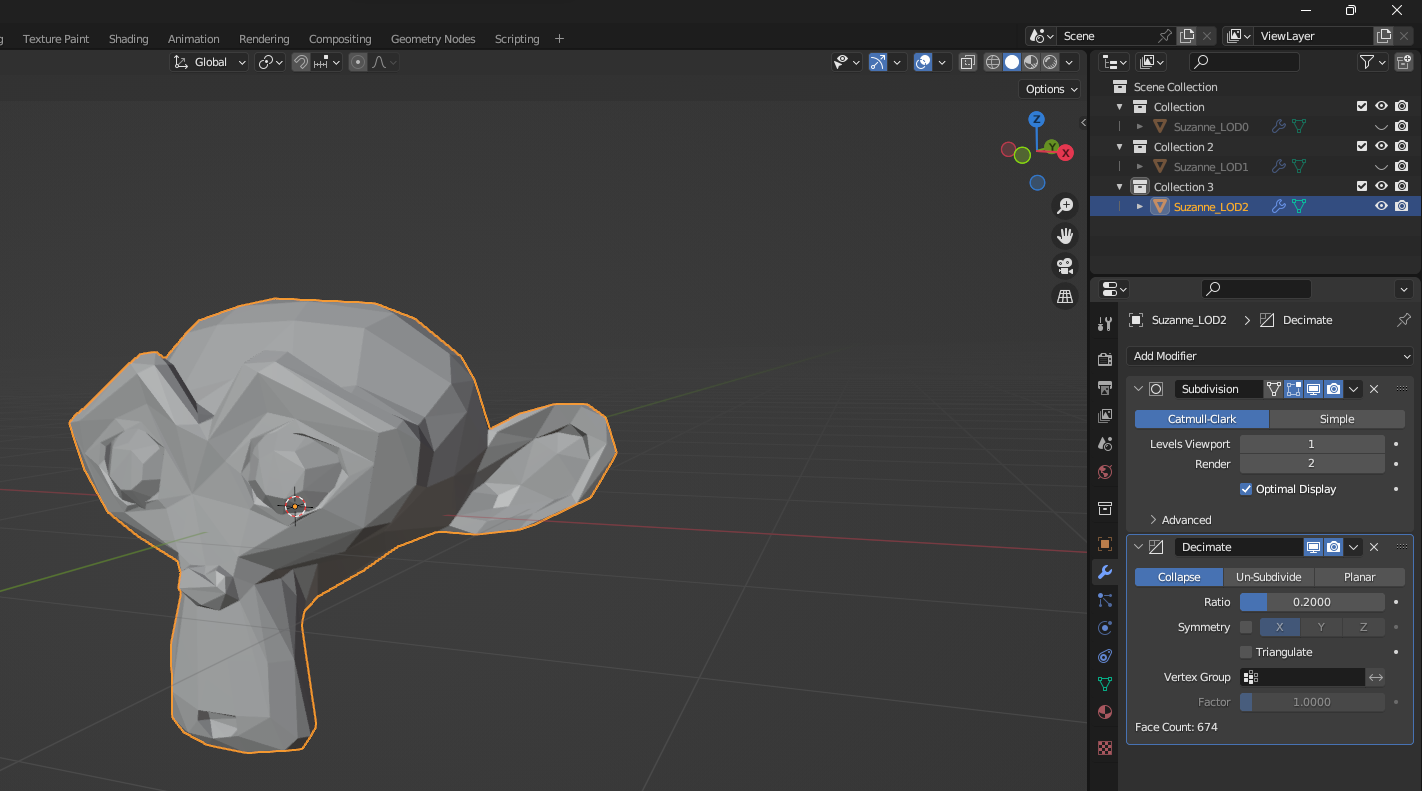 Texture Paint Shading Animation Rendering Compositing Geometry Nodes Scripting +
Scene
ViewLayer
Global
Options
Z
Y
X
Scene Collection
Collection
Suzanne_LOD0
Collection 2
Suzanne_LOD1
Collection 3
Suzanne_LOD2
Suzanne_LOD2 > Decimate
Add Modifier
Subdivision
Catmull-Clark Simple
Levels Viewport 1
Render 2
Optimal Display
Advanced
Decimate
Collapse Un-Subdivide Planar
Ratio 0.2000
Symmetry X Y Z
Triangulate
Vertex Group
Factor 1.0000
Face Count: 674